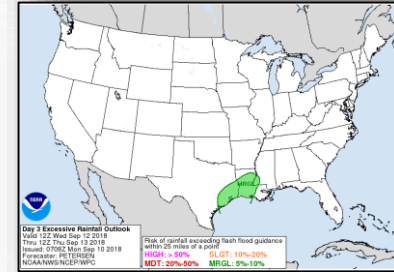 MRGL
noaa
Day 3 Excessive Rainfall Outlook
Valid 12Z Wed Sep 12 2018
Thru 12Z Thu Sep 13 2018
Issued: 0708Z Mon Sep 10 2018
Forecaster: PETERSEN
NOAA/NWS/NCEP/WPC
Risk of rainfall exceeding flash flood guidance
within 25 miles of a point
HIGH: > 50% SLGT: 10%-20%
MDT: 20%-50% MRGL: 5%-10%